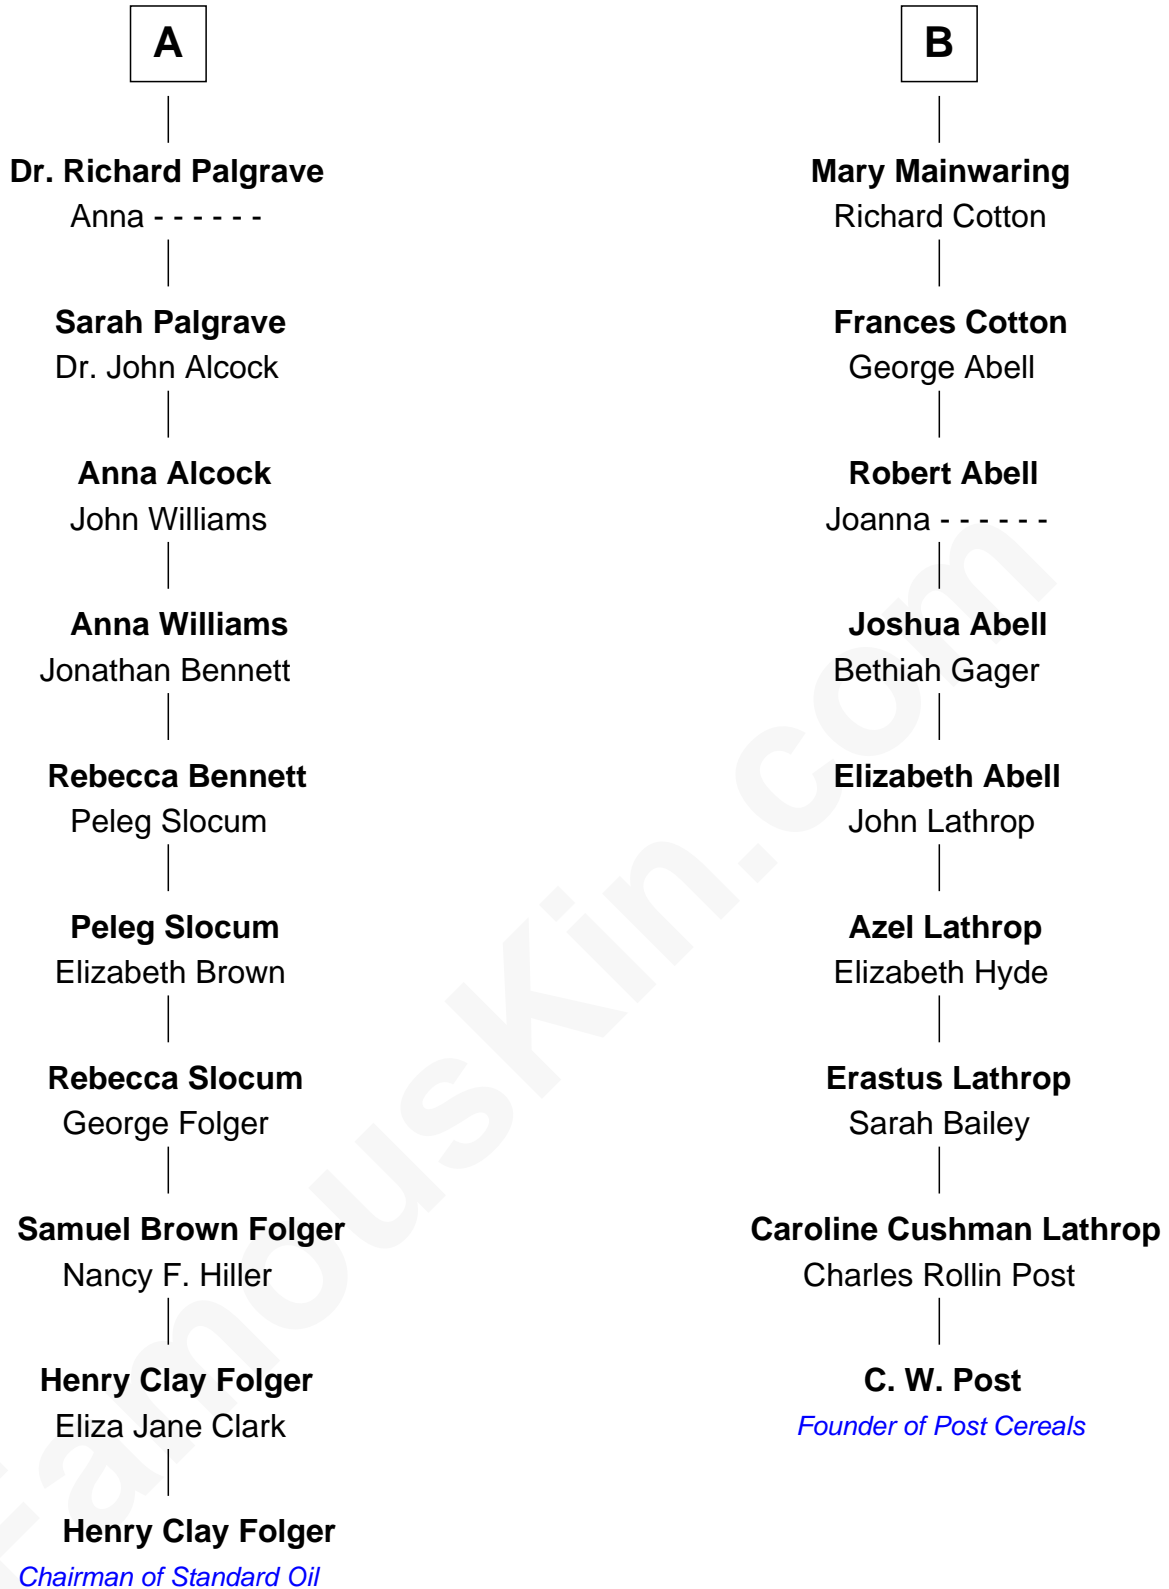 A
Dr. Richard Palgrave
Anna - - - - - -
Sarah Palgrave
Dr. John Alcock
Anna Alcock
John Williams
Anna Williams
Jonathan Bennett
Rebecca Bennett
Peleg Slocum
Peleg Slocum
Elizabeth Brown
Rebecca Slocum
George Folger
Samuel Brown Folger
Nancy F. Hiller
Henry Clay Folger
Eliza Jane Clark
Henry Clay Folger
Chairman of Standard Oil
B
Mary Mainwaring
Richard Cotton
Frances Cotton
George Abell
Robert Abell
Joanna - - - - - -
Joshua Abell
Bethiah Gager
Elizabeth Abell
John Lathrop
Azel Lathrop
Elizabeth Hyde
Erastus Lathrop
Sarah Bailey
Caroline Cushman Lathrop
Charles Rollin Post
C. W. Post
Founder of Post Cereals
FamousKin.com